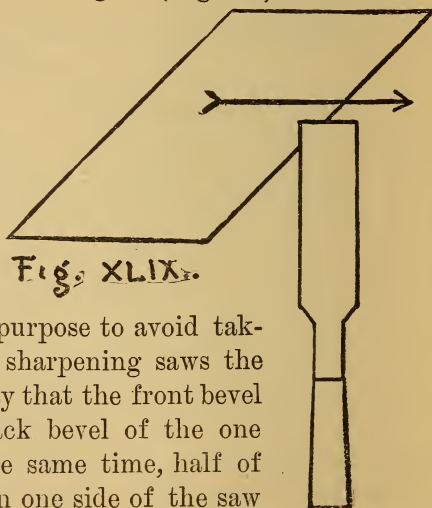 Fig. XLIX.
purpose to avoid tak-
sharpening saws the
y that the front bevel
ck bevel of the one
e same time, half of
n one side of the saw